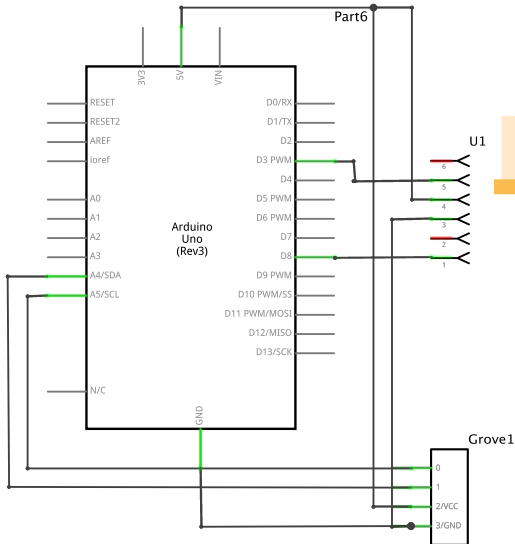 Part6
3V3
5V
VIN
RESET
D0/RX
RESET2
D1/TX
AREF
D2
ioref
D3 PWM
D4
A0
D5 PWM
A1
D6 PWM
A2
D7
A3
D8
A4/SDA
D9 PWM
A5/SCL
D10 PWM/SS
D11 PWM/MOSI
D12/MISO
D13/SCK
N/C
GND
Arduino
Uno
(Rev3)
U1
6
5
4
3
2
1
Grove1
0
1
2/VCC
3/GND